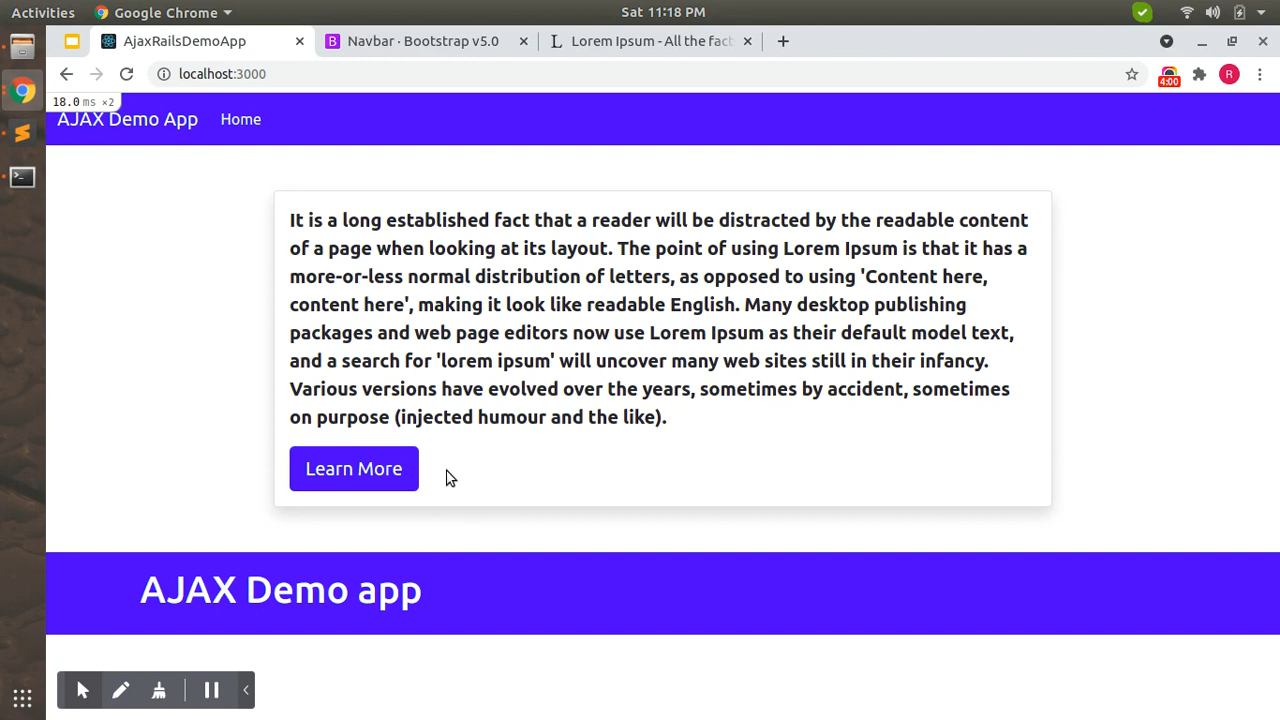 Activities Google Chrome Sat 11:18 PM
AjaxRailsDemoApp Navbar · Bootstrap v5.0 Lorem Ipsum - All the fact
localhost:3000 4:00 R
18.0 ms ×2
AJAX Demo App Home
It is a long established fact that a reader will be distracted by the readable content
of a page when looking at its layout. The point of using Lorem Ipsum is that it has a
more-or-less normal distribution of letters, as opposed to using 'Content here,
content here', making it look like readable English. Many desktop publishing
packages and web page editors now use Lorem Ipsum as their default model text,
and a search for 'lorem ipsum' will uncover many web sites still in their infancy.
Various versions have evolved over the years, sometimes by accident, sometimes
on purpose (injected humour and the like).
Learn More
AJAX Demo app